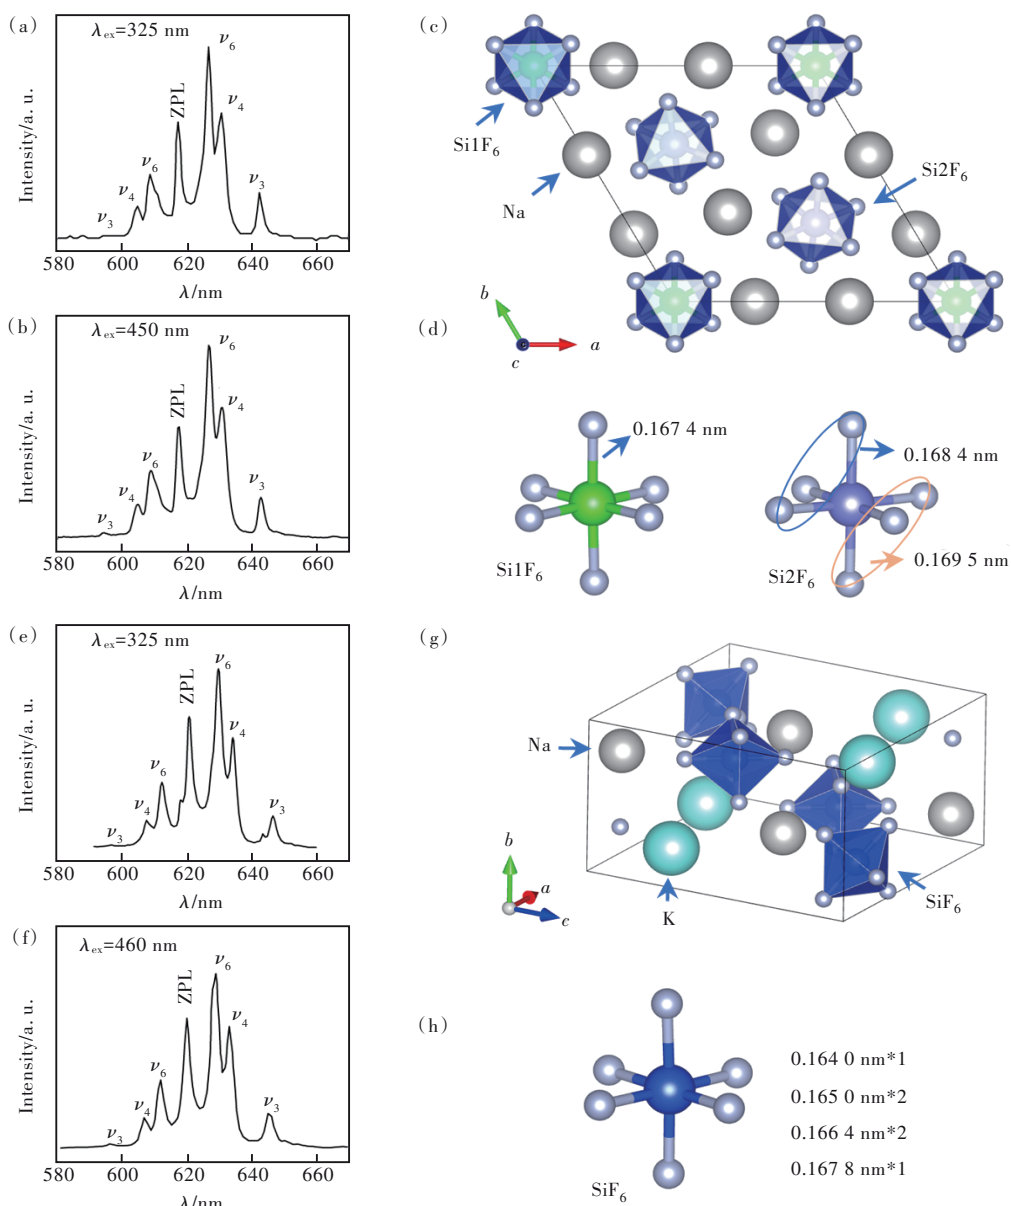 (a)
λex=325 nm
ν6
ν4
ZPL
ν6
ν4
ν3
ν3
Intensity/a. u.
580 600 620 640 660
λ/nm
(b)
λex=450 nm
ν6
ZPL
ν4
ν6
ν4
ν3
ν3
Intensity/a. u.
580 600 620 640 660
λ/nm
(c)
Si1F6
Na
Si2F6
b
a
c
(d)
0.167 4 nm
Si1F6
0.168 4 nm
0.169 5 nm
Si2F6
(e)
λex=325 nm
ν6
ZPL
ν4
ν6
ν4
ν3
ν3
Intensity/a. u.
580 600 620 640 660
λ/nm
(f)
λex=460 nm
ν6
ZPL
ν4
ν6
ν4
ν3
ν3
Intensity/a. u.
580 600 620 640 660
λ/nm
(g)
Na
b
a
c
K
SiF6
(h)
SiF6
0.164 0 nm*1
0.165 0 nm*2
0.166 4 nm*2
0.167 8 nm*1